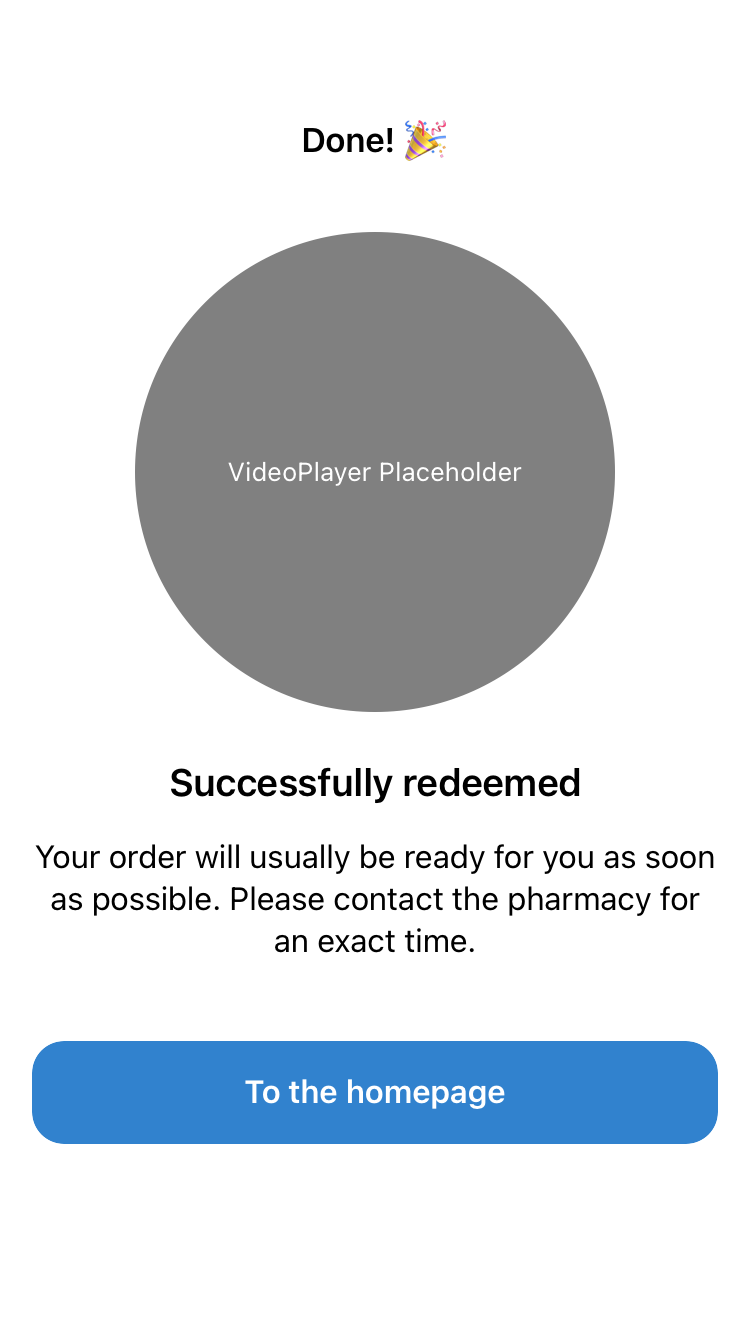 Done! 🎉
VideoPlayer Placeholder
Successfully redeemed
Your order will usually be ready for you as soon
as possible. Please contact the pharmacy for
an exact time.
To the homepage